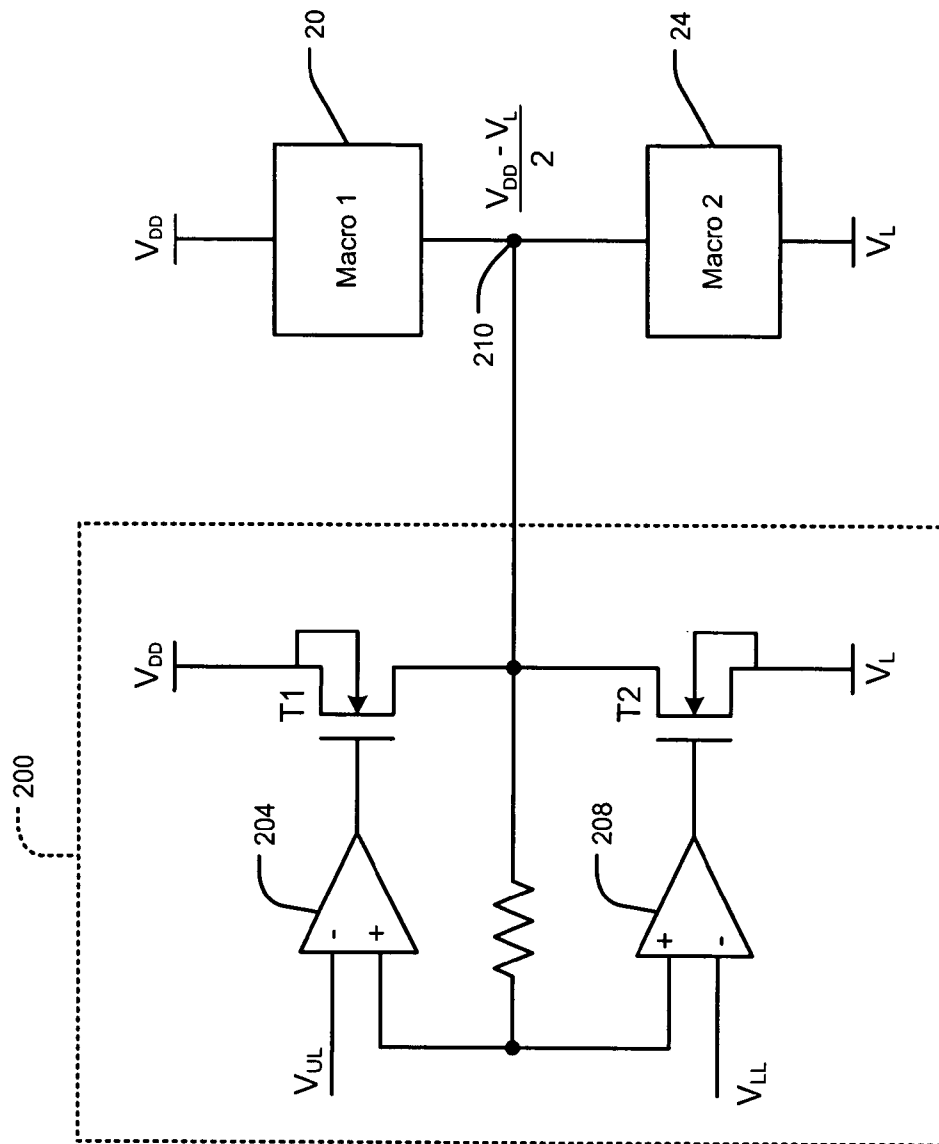 200
V_DD
V_DD
T1
204
-
+
V_UL
Macro 1
20
210
V_DD - V_L
2
208
+
-
V_LL
T2
Macro 2
24
V_L
V_L